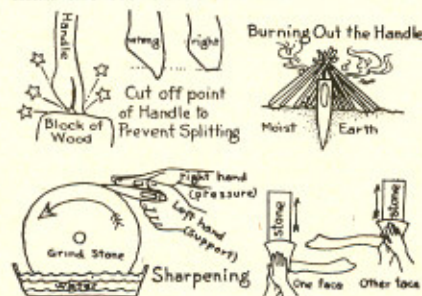 Handle
wrong
right
Block of
Wood
Cut off point
of Handle to
Prevent Splitting
Burning Out the Handle
Moist Earth
right hand
(pressure)
Left hand
(support)
Grind Stone
water
Sharpening
stone
One face
stone
Other face